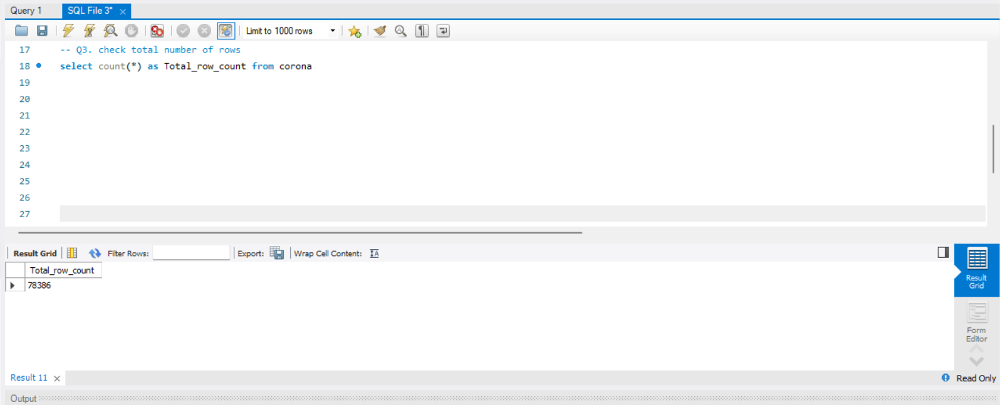 Query 1 SQL File 3*
Limit to 1000 rows
17 -- Q3. check total number of rows
18 select count(*) as Total_row_count from corona
19
20
21
22
23
24
25
26
27
Result Grid Filter Rows: Export: Wrap Cell Content: IA
Total_row_count
78386
Result
Grid
Form
Editor
Result 11 Read Only
Output